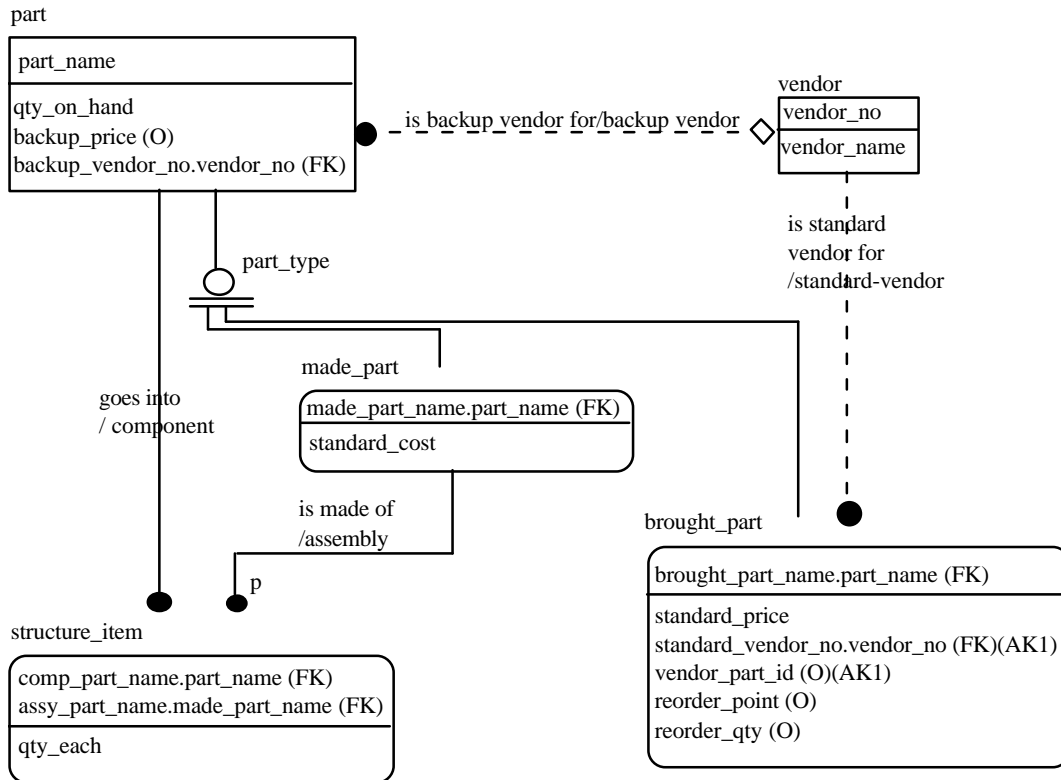 part
part_name
qty_on_hand
backup_price (O)
backup_vendor_no.vendor_no (FK)
is backup vendor for/backup vendor
vendor
vendor_no
vendor_name
is standard
vendor for
/standard-vendor
part_type
goes into
/ component
made_part
made_part_name.part_name (FK)
standard_cost
is made of
/assembly
p
brought_part
brought_part_name.part_name (FK)
standard_price
standard_vendor_no.vendor_no (FK)(AK1)
vendor_part_id (O)(AK1)
reorder_point (O)
reorder_qty (O)
structure_item
comp_part_name.part_name (FK)
assy_part_name.made_part_name (FK)
qty_each